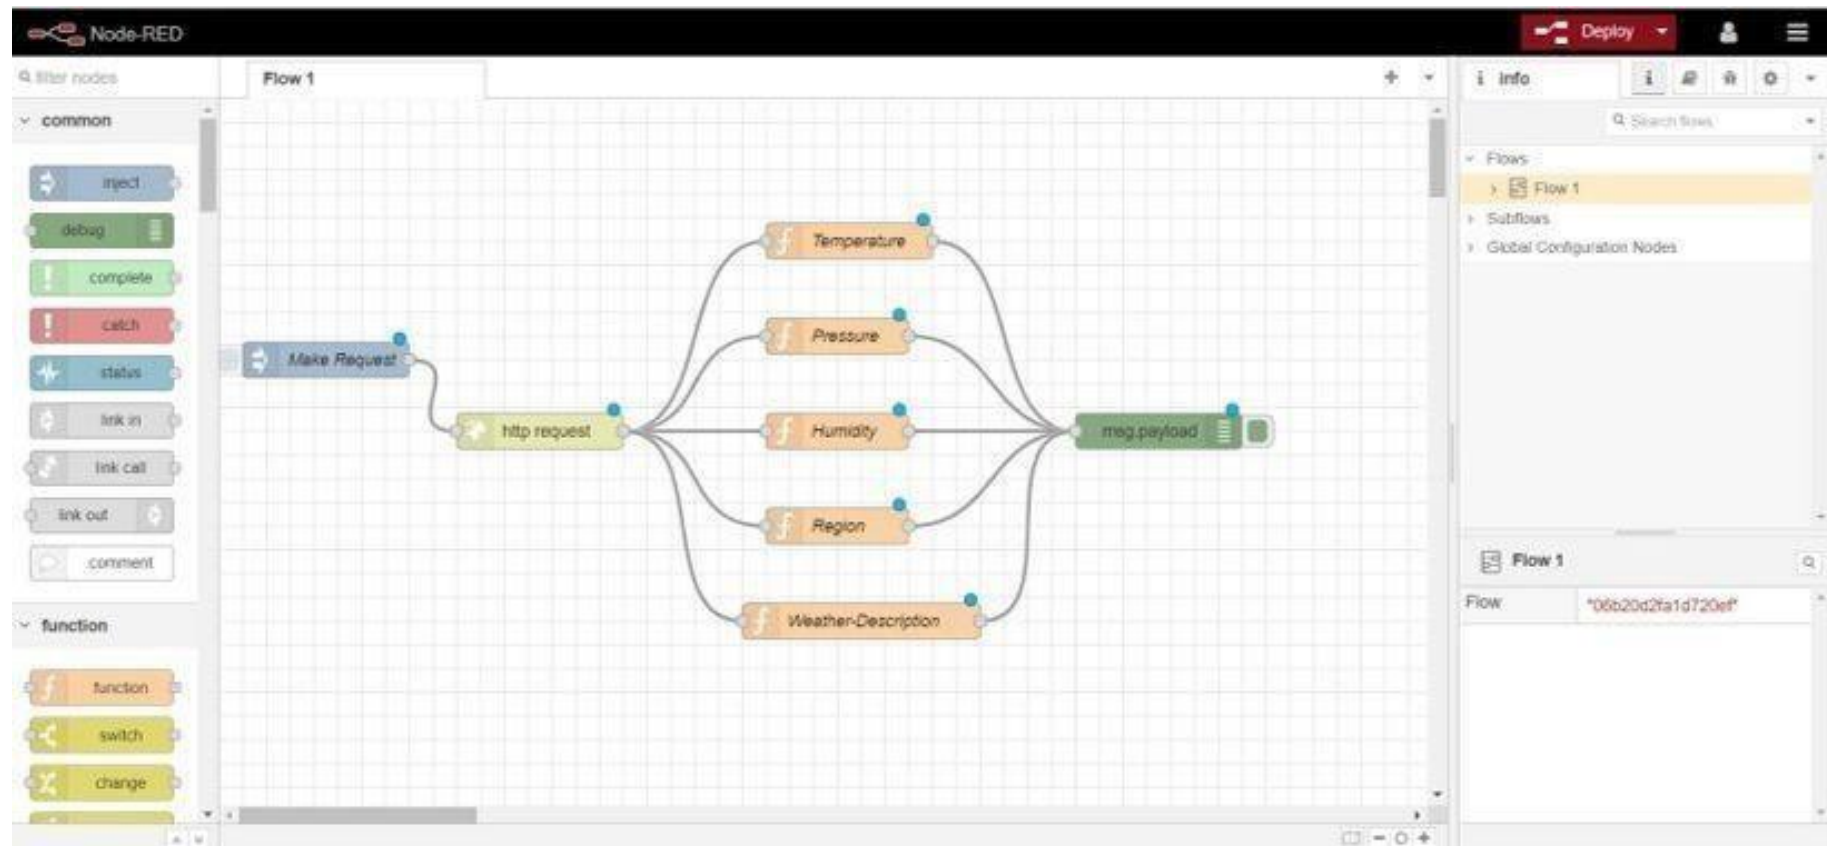 Node-RED
Deploy
filter nodes
Flow 1
i Info
common
Search flows
Flows
Flow 1
Subflows
Global Configuration Nodes
inject
debug
complete
catch
status
link in
link call
link out
comment
Make Request
http request
Temperature
Pressure
Humidity
Region
Weather-Description
msg.payload
function
function
switch
change
Flow 1
Flow "06b20d2fa1d720ef"